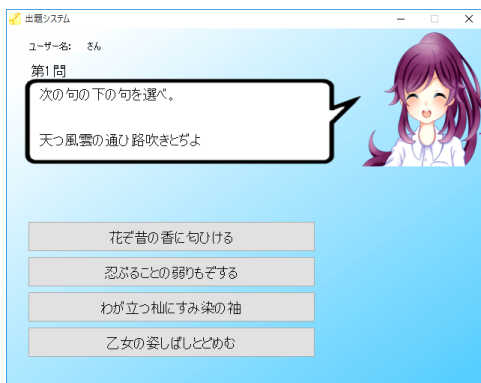 出題システム
ユーザー名: さん
第1問
次の句の下の句を選べ。
天つ風雲の通ひ路吹きとぢよ
花ぞ昔の香に匂ひける
忍ぶることの弱りもぞする
わが立つ杣にすみ染の袖
乙女の姿しばしとどめむ